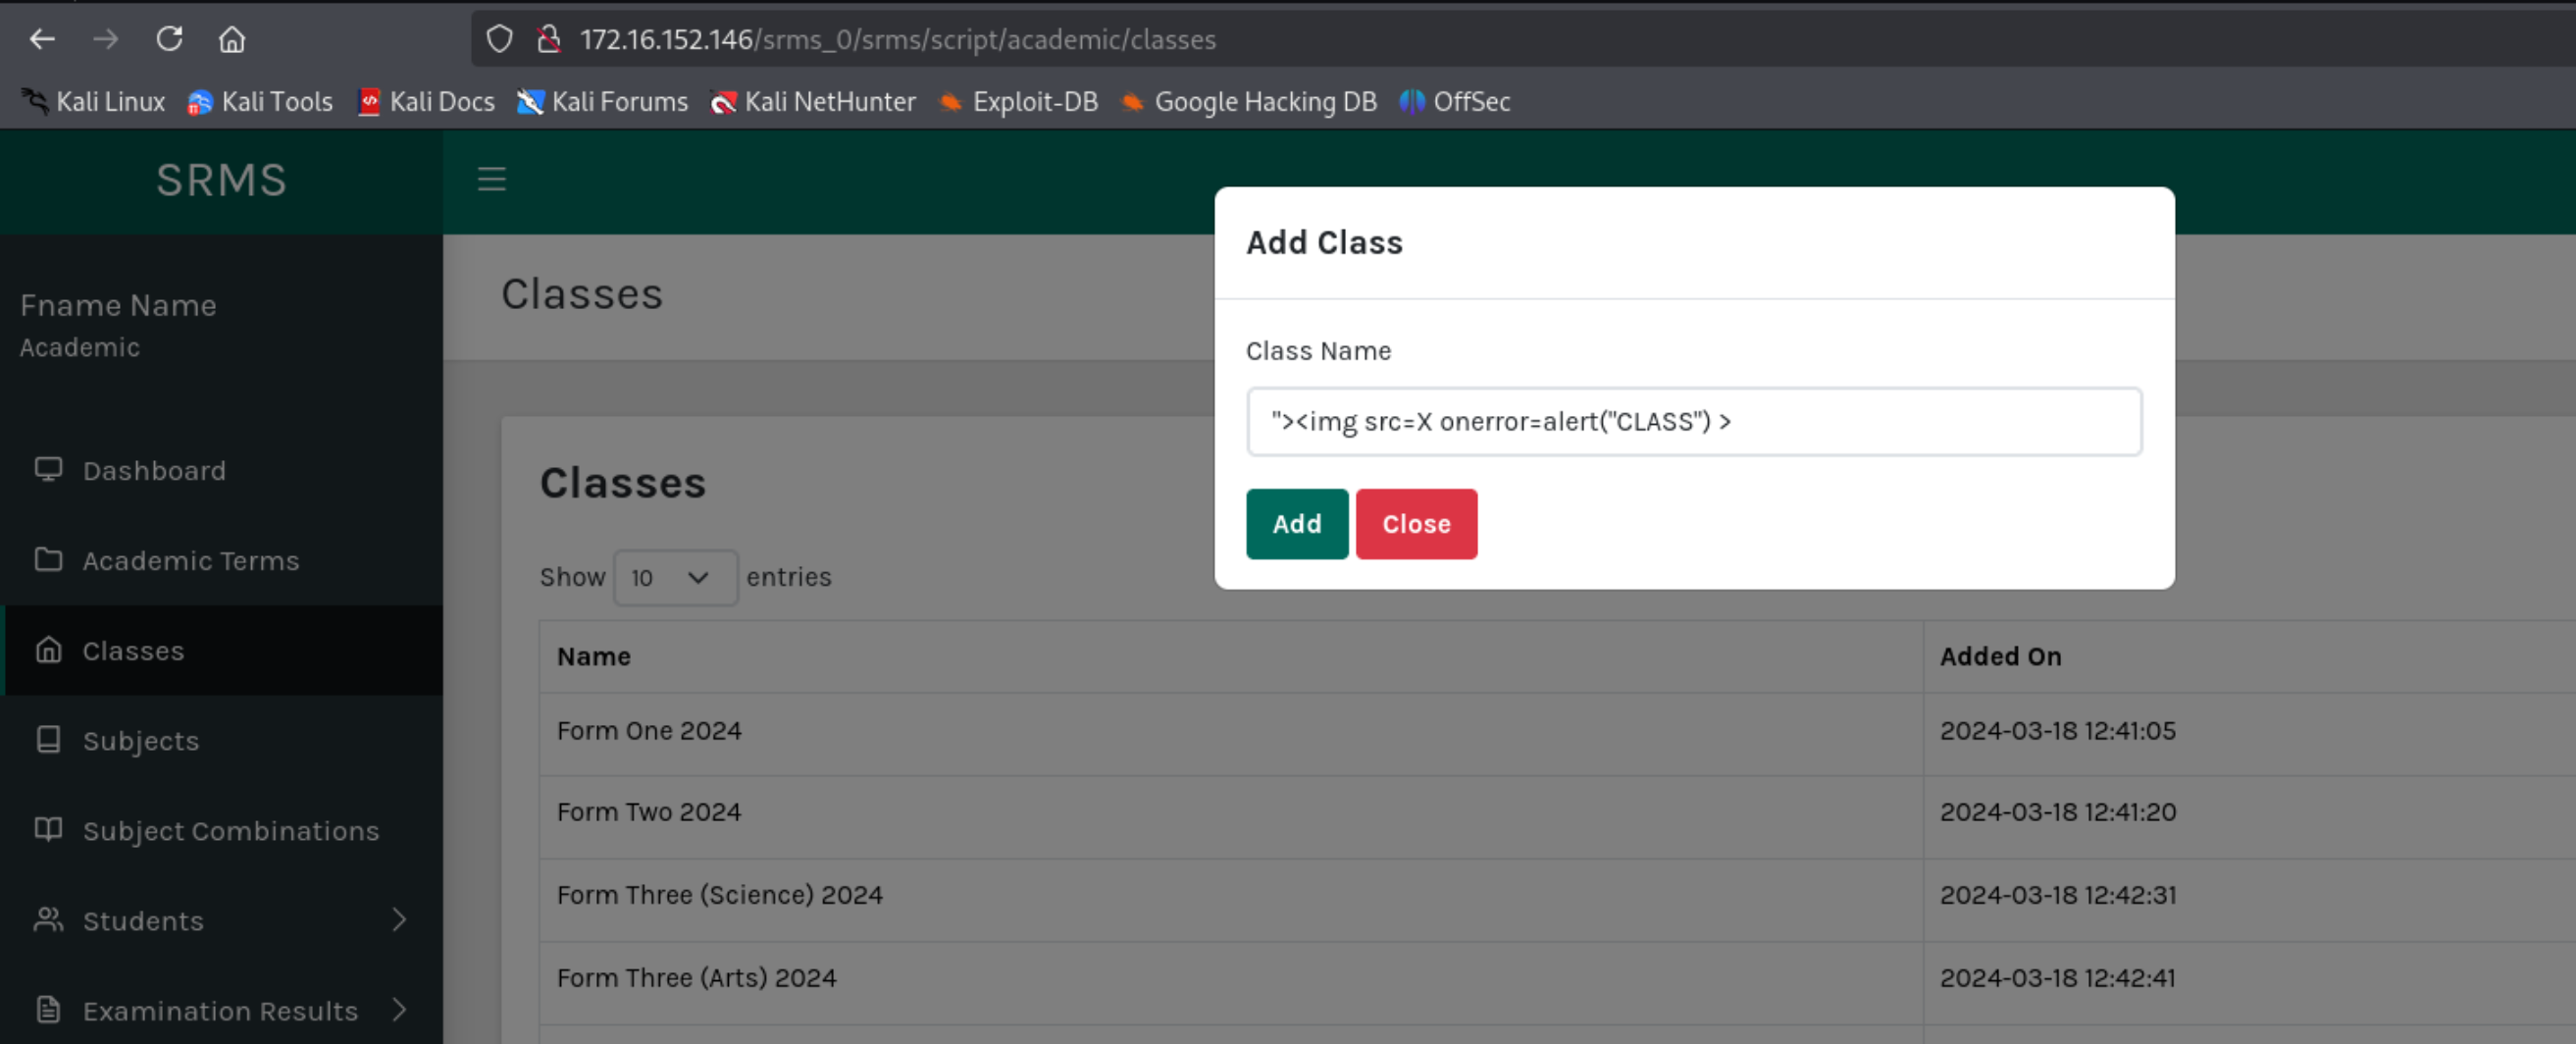 172.16.152.146/srms_0/srms/script/academic/classes
Kali Linux Kali Tools Kali Docs Kali Forums Kali NetHunter Exploit-DB Google Hacking DB OffSec
SRMS
Fname Name
Academic
Dashboard
Academic Terms
Classes
Subjects
Subject Combinations
Students
Examination Results
Classes
Classes
Show 10 entries
Name Added On
Form One 2024 2024-03-18 12:41:05
Form Two 2024 2024-03-18 12:41:20
Form Three (Science) 2024 2024-03-18 12:42:31
Form Three (Arts) 2024 2024-03-18 12:42:41
Add Class
Class Name
"><img src=X onerror=alert("CLASS") >
Add Close